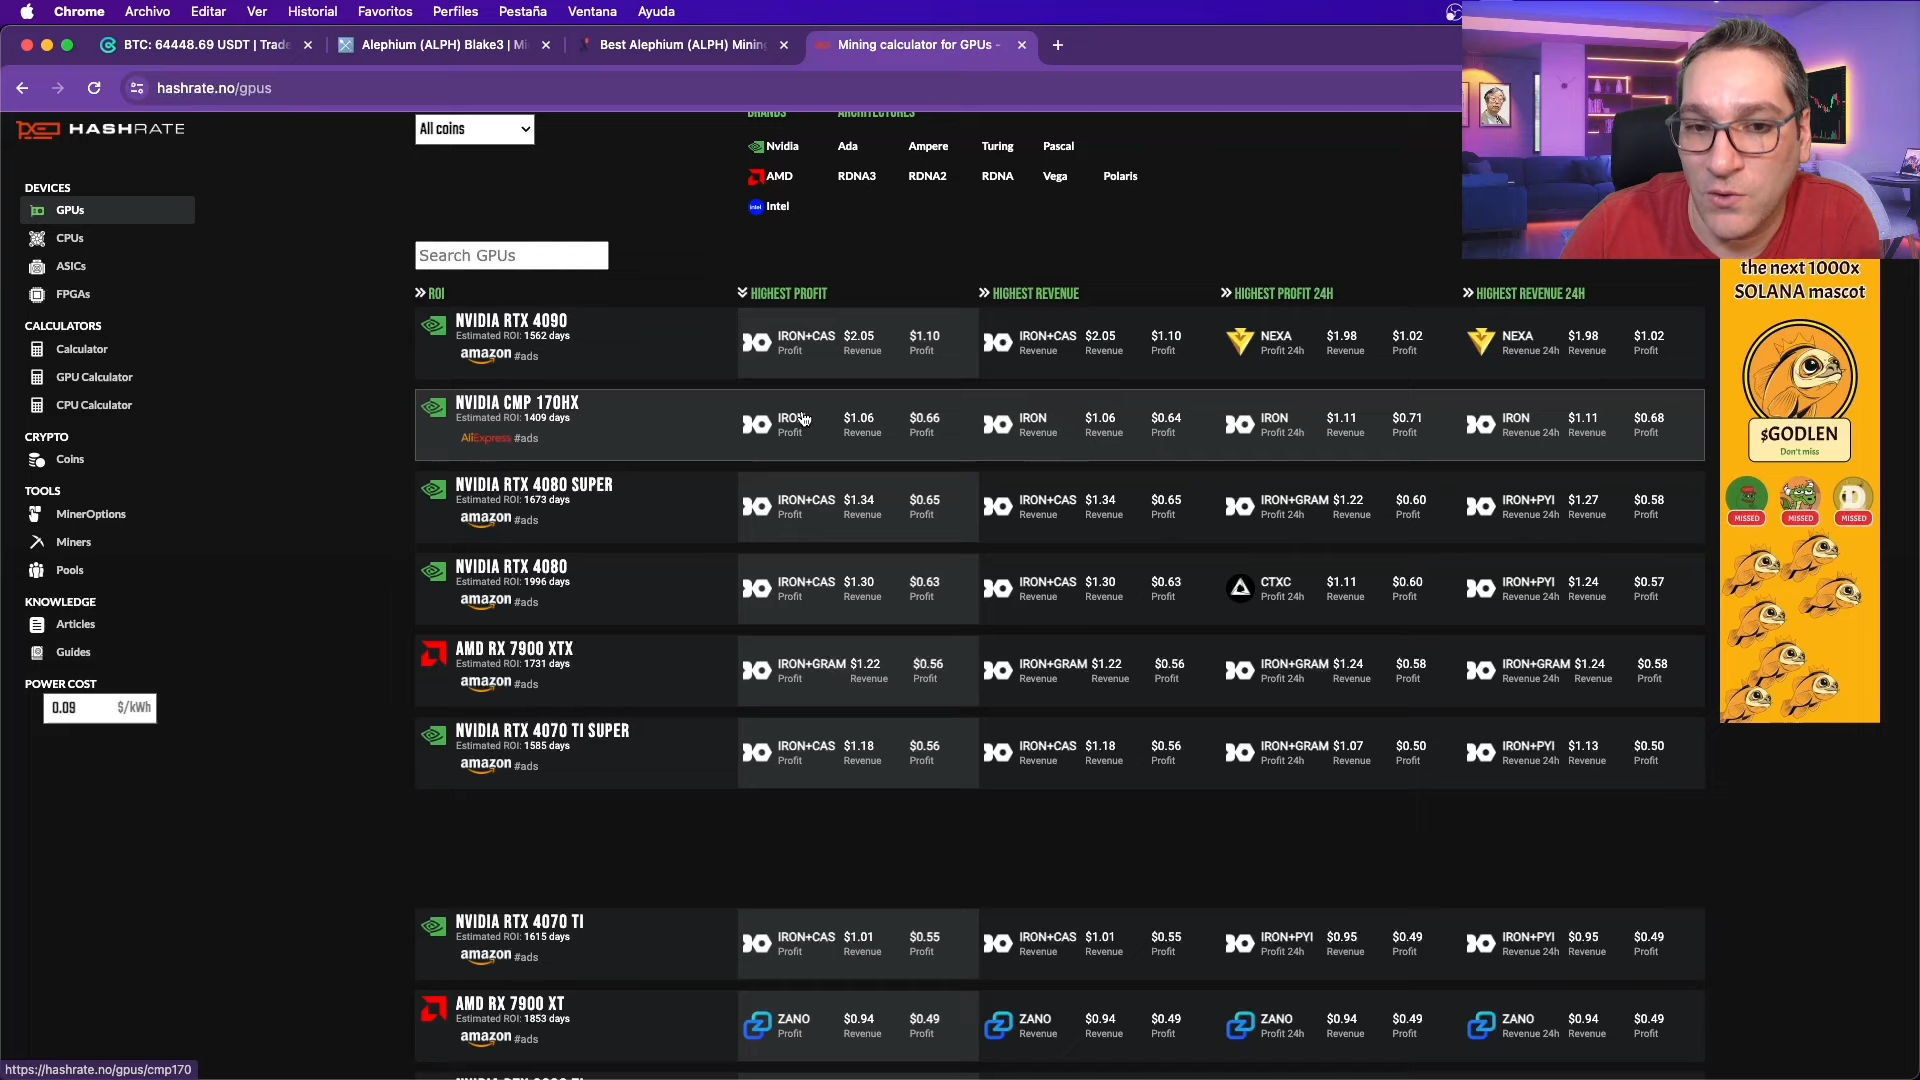 Chrome Archivo Editar Ver Historial Favoritos Perfiles Pestaña Ventana Ayuda
BTC: 64448.69 USDT | Trade
Alephium (ALPH) Blake3 | Mi
Best Alephium (ALPH) Mining
Mining calculator for GPUs -
hashrate.no/gpus
HASHRATE
DEVICES
GPUs
CPUs
ASICs
FPGAs
CALCULATORS
Calculator
GPU Calculator
CPU Calculator
CRYPTO
Coins
TOOLS
MinerOptions
Miners
Pools
KNOWLEDGE
Articles
Guides
POWER COST
0.09 $/kWh
All coins
BRANDS ARCHITECTURES
Nvidia Ada Ampere Turing Pascal
AMD RDNA3 RDNA2 RDNA Vega Polaris
intel Intel
Search GPUs
ROI HIGHEST PROFIT HIGHEST REVENUE HIGHEST PROFIT 24H HIGHEST REVENUE 24H
NVIDIA RTX 4090
Estimated ROI: 1562 days
amazon #ads
IRON+CAS $2.05 $1.10 IRON+CAS $2.05 $1.10 NEXA $1.98 $1.02 NEXA $1.98 $1.02
Profit Revenue Profit Revenue Revenue Profit Profit 24h Revenue Profit Revenue 24h Revenue Profit
NVIDIA CMP 170HX
Estimated ROI: 1409 days
AliExpress #ads
IRON $1.06 $0.66 IRON $1.06 $0.64 IRON $1.11 $0.71 IRON $1.11 $0.68
Profit Revenue Profit Revenue Revenue Profit Profit 24h Revenue Profit Revenue 24h Revenue Profit
NVIDIA RTX 4080 SUPER
Estimated ROI: 1673 days
amazon #ads
IRON+CAS $1.34 $0.65 IRON+CAS $1.34 $0.65 IRON+GRAM $1.22 $0.60 IRON+PYI $1.27 $0.58
Profit Revenue Profit Revenue Revenue Profit Profit 24h Revenue Profit Revenue 24h Revenue Profit
NVIDIA RTX 4080
Estimated ROI: 1996 days
amazon #ads
IRON+CAS $1.30 $0.63 IRON+CAS $1.30 $0.63 CTXC $1.11 $0.60 IRON+PYI $1.24 $0.57
Profit Revenue Profit Revenue Revenue Profit Profit 24h Revenue Profit Revenue 24h Revenue Profit
AMD RX 7900 XTX
Estimated ROI: 1731 days
amazon #ads
IRON+GRAM $1.22 $0.56 IRON+GRAM $1.22 $0.56 IRON+GRAM $1.24 $0.58 IRON+GRAM $1.24 $0.58
Profit Revenue Profit Revenue Revenue Profit Profit 24h Revenue Profit Revenue 24h Revenue Profit
NVIDIA RTX 4070 TI SUPER
Estimated ROI: 1585 days
amazon #ads
IRON+CAS $1.18 $0.56 IRON+CAS $1.18 $0.56 IRON+GRAM $1.07 $0.50 IRON+PYI $1.13 $0.50
Profit Revenue Profit Revenue Revenue Profit Profit 24h Revenue Profit Revenue 24h Revenue Profit
NVIDIA RTX 4070 TI
Estimated ROI: 1615 days
amazon #ads
IRON+CAS $1.01 $0.55 IRON+CAS $1.01 $0.55 IRON+PYI $0.95 $0.49 IRON+PYI $0.95 $0.49
Profit Revenue Profit Revenue Revenue Profit Profit 24h Revenue Profit Revenue 24h Revenue Profit
AMD RX 7900 XT
Estimated ROI: 1853 days
amazon #ads
ZANO $0.94 $0.49 ZANO $0.94 $0.49 ZANO $0.94 $0.49 ZANO $0.94 $0.49
Profit Revenue Profit Revenue Revenue Profit Profit 24h Revenue Profit Revenue 24h Revenue Profit
the next 1000x
SOLANA mascot
$GODLEN
Don't miss
MISSED MISSED MISSED
https://hashrate.no/gpus/cmp170